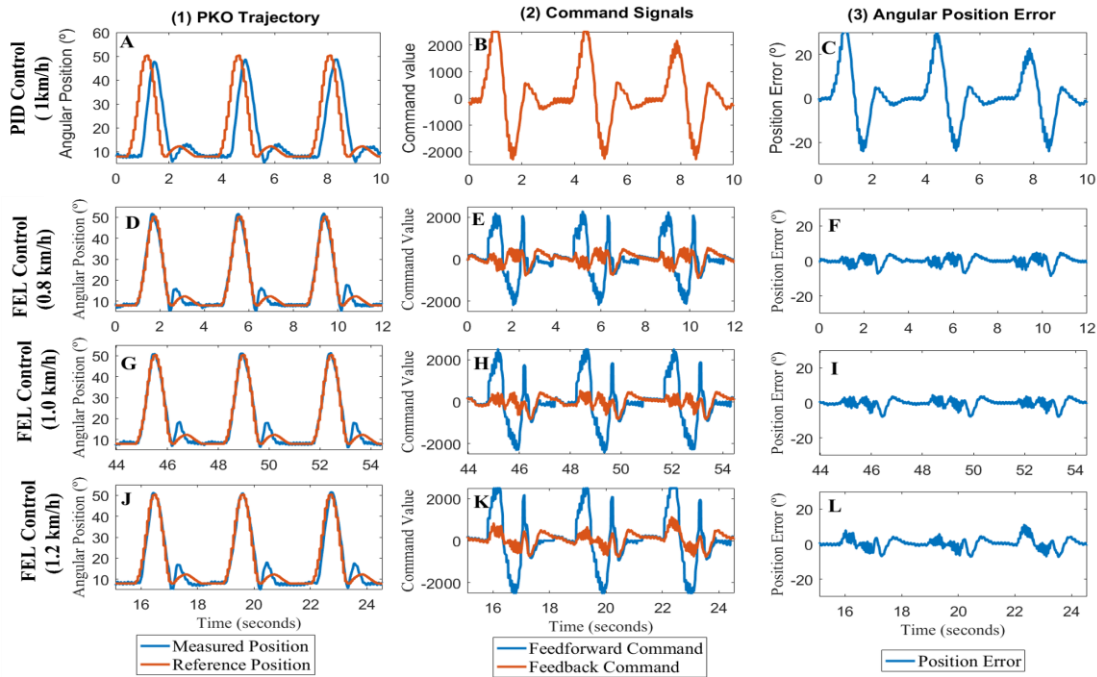 (1) PKO Trajectory
(2) Command Signals
(3) Angular Position Error
PID Control
(1km/h)
Angular Position (º)
60
50
40
30
20
10
A
0 2 4 6 8 10
Command value
2000
1000
0
-1000
-2000
B
0 2 4 6 8 10
Position Error (º)
20
0
-20
C
0 2 4 6 8 10
FEL Control
(0.8 km/h)
Angular Position (º)
50
40
30
20
10
D
0 2 4 6 8 10 12
Command Value
2000
0
-2000
E
0 2 4 6 8 10 12
Position Error (º)
20
0
-20
F
0 2 4 6 8 10 12
FEL Control
(1.0 km/h)
Angular Position (º)
50
40
30
20
10
G
44 46 48 50 52 54
Command Value
2000
0
-2000
H
44 46 48 50 52 54
Position Error (º)
20
0
-20
I
44 46 48 50 52 54
FEL Control
(1.2 km/h)
Angular Position (º)
50
40
30
20
10
J
16 18 20 22 24
Time (seconds)
Command Value
2000
0
-2000
K
16 18 20 22 24
Time (seconds)
Position Error (º)
20
0
-20
L
16 18 20 22 24
Time (seconds)
Measured Position
Reference Position
Feedforward Command
Feedback Command
Position Error